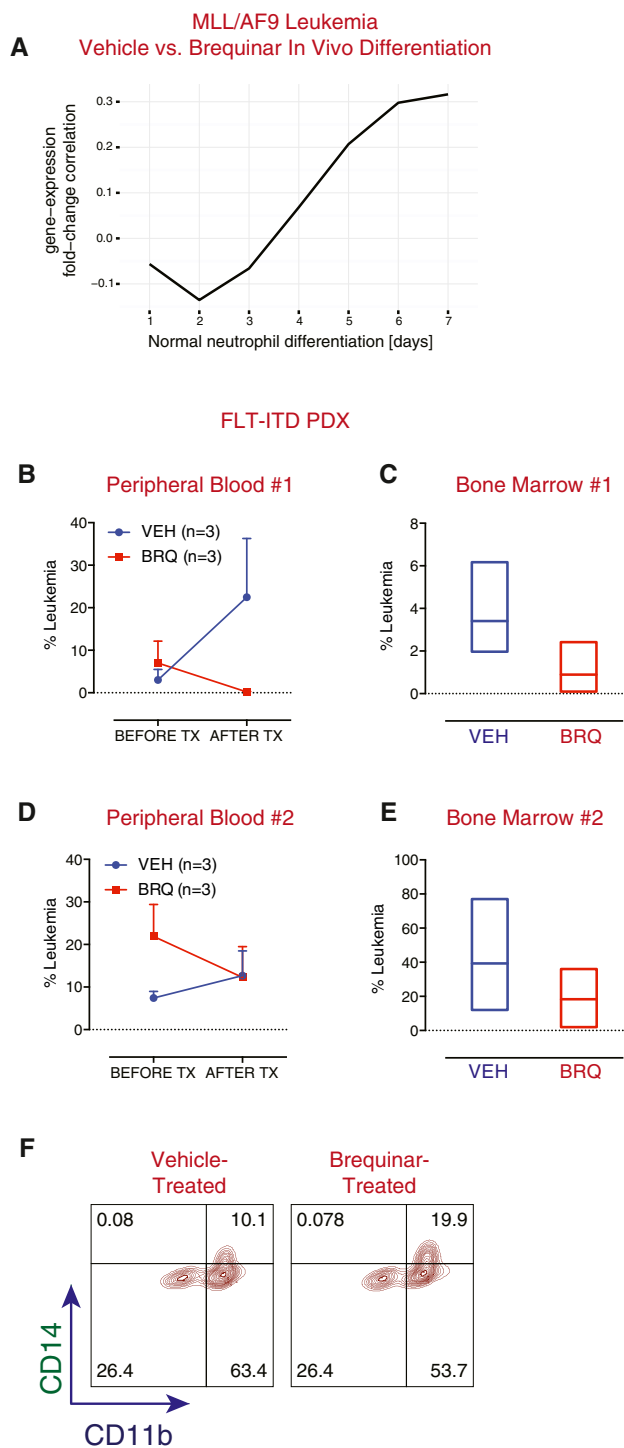 MLL/AF9 Leukemia
Vehicle vs. Brequinar In Vivo Differentiation
A
gene−expression
fold−change correlation
0.3
0.2
0.1
0.0
−0.1
1 2 3 4 5 6 7
Normal neutrophil differentiation [days]
FLT-ITD PDX
B
Peripheral Blood #1
% Leukemia
40
30
20
10
0
VEH (n=3)
BRQ (n=3)
BEFORE TX AFTER TX
C
Bone Marrow #1
% Leukemia
8
6
4
2
0
VEH BRQ
D
Peripheral Blood #2
% Leukemia
40
30
20
10
0
VEH (n=3)
BRQ (n=3)
BEFORE TX AFTER TX
E
Bone Marrow #2
% Leukemia
100
80
60
40
20
0
VEH BRQ
F
Vehicle-
Treated
0.08 10.1
26.4 63.4
Brequinar-
Treated
0.078 19.9
26.4 53.7
CD14
CD11b